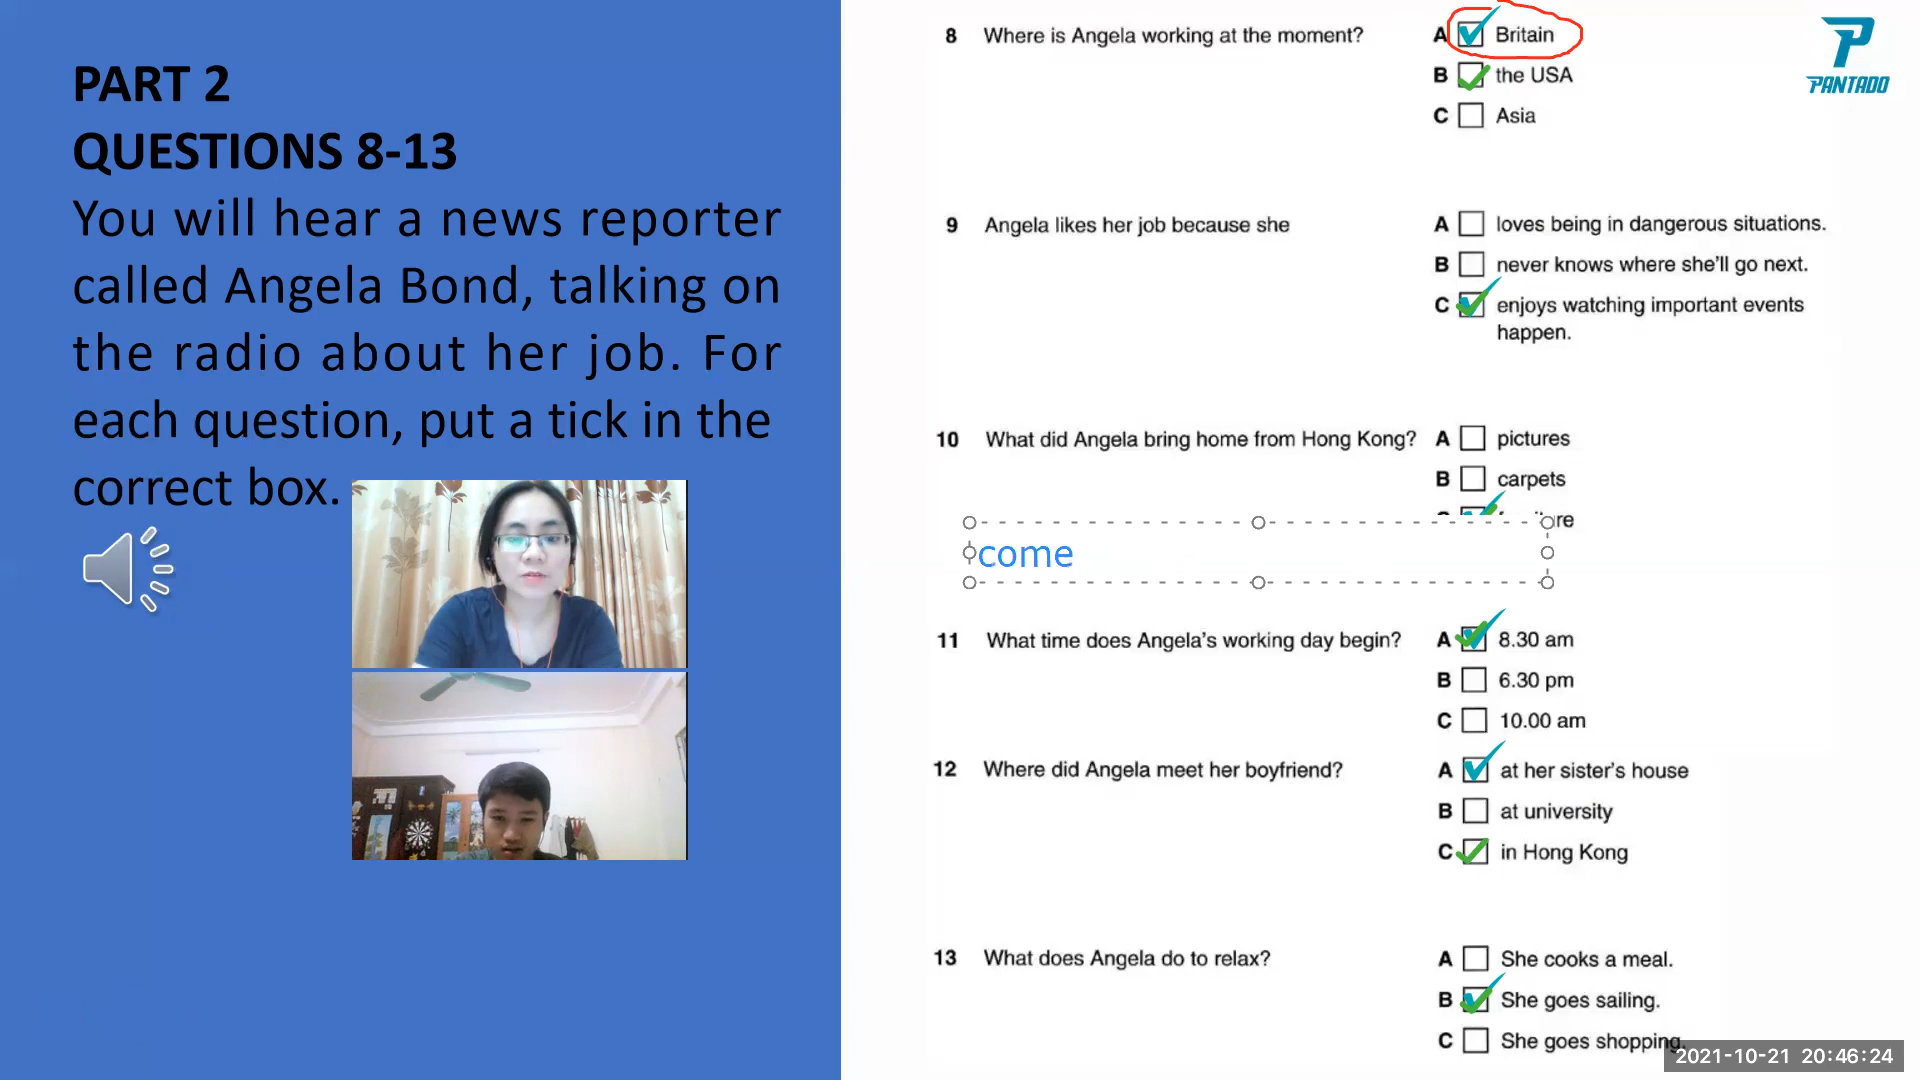 PART 2
QUESTIONS 8-13
You will hear a news reporter
called Angela Bond, talking on
the radio about her job. For
each question, put a tick in the
correct box.
8 Where is Angela working at the moment? A Britain
B the USA
C Asia
PANTADO
9 Angela likes her job because she A loves being in dangerous situations.
B never knows where she'll go next.
C enjoys watching important events
happen.
10 What did Angela bring home from Hong Kong? A pictures
B carpets
come
11 What time does Angela's working day begin? A 8.30 am
B 6.30 pm
C 10.00 am
12 Where did Angela meet her boyfriend? A at her sister's house
B at university
C in Hong Kong
13 What does Angela do to relax? A She cooks a meal.
B She goes sailing.
C She goes shopping.
2021-10-21 20:46:24